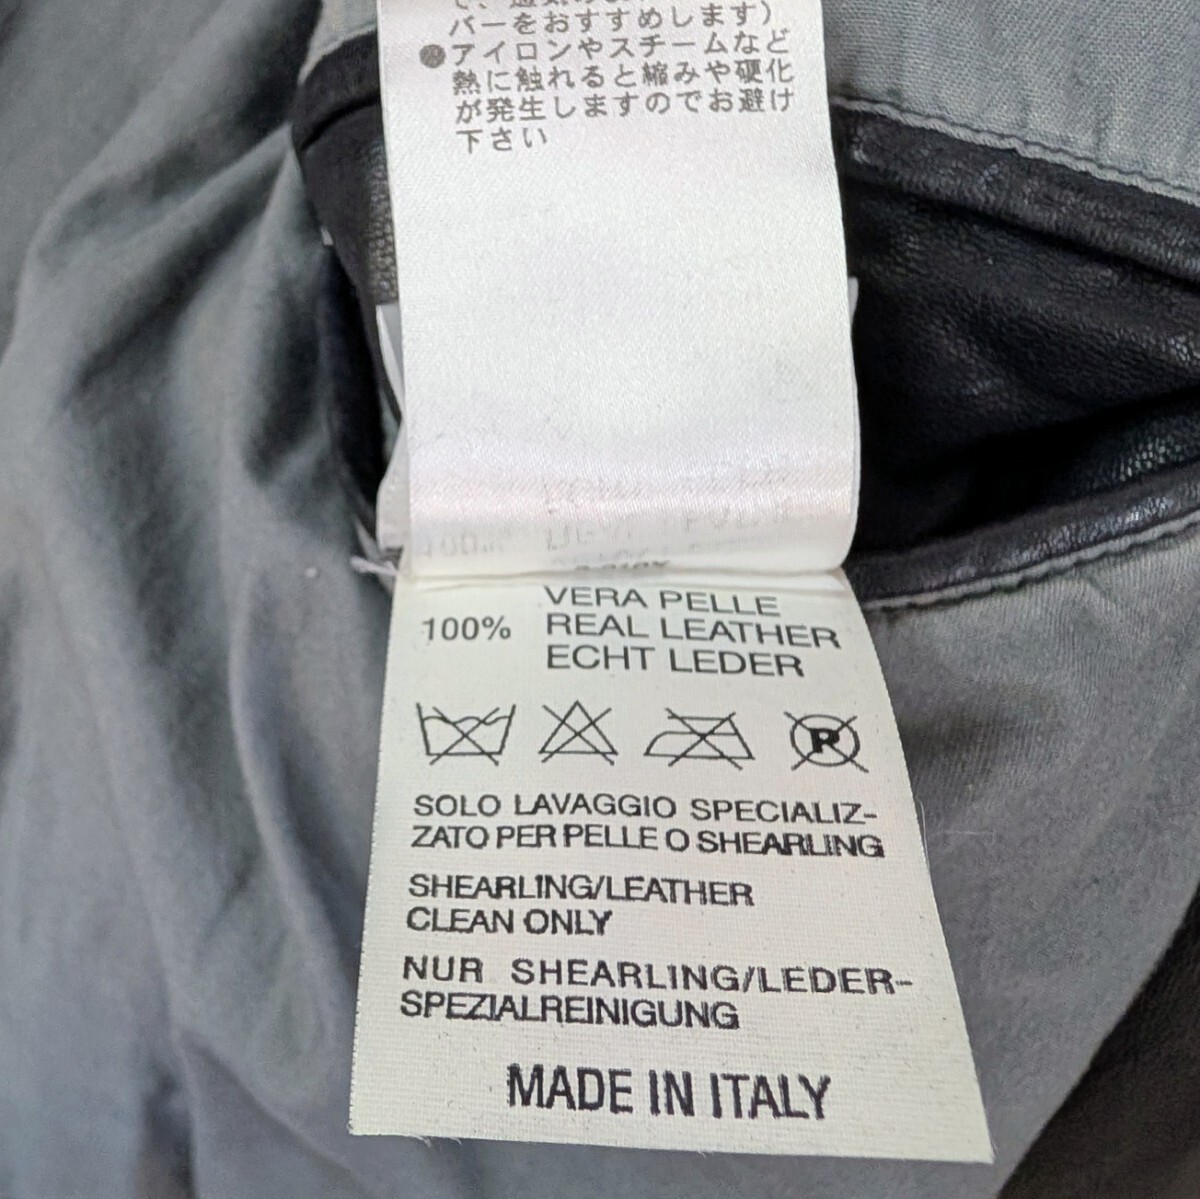 バーをおすすめします)
●アイロンやスチームなど
熱に触れると縮みや硬化
が発生しますのでお避け
下さい
VERA PELLE
100% REAL LEATHER
ECHT LEDER
P
SOLO LAVAGGIO SPECIALIZ-
ZATO PER PELLE O SHEARLING
SHEARLING/LEATHER
CLEAN ONLY
NUR SHEARLING/LEDER-
SPEZIALREINIGUNG
MADE IN ITALY